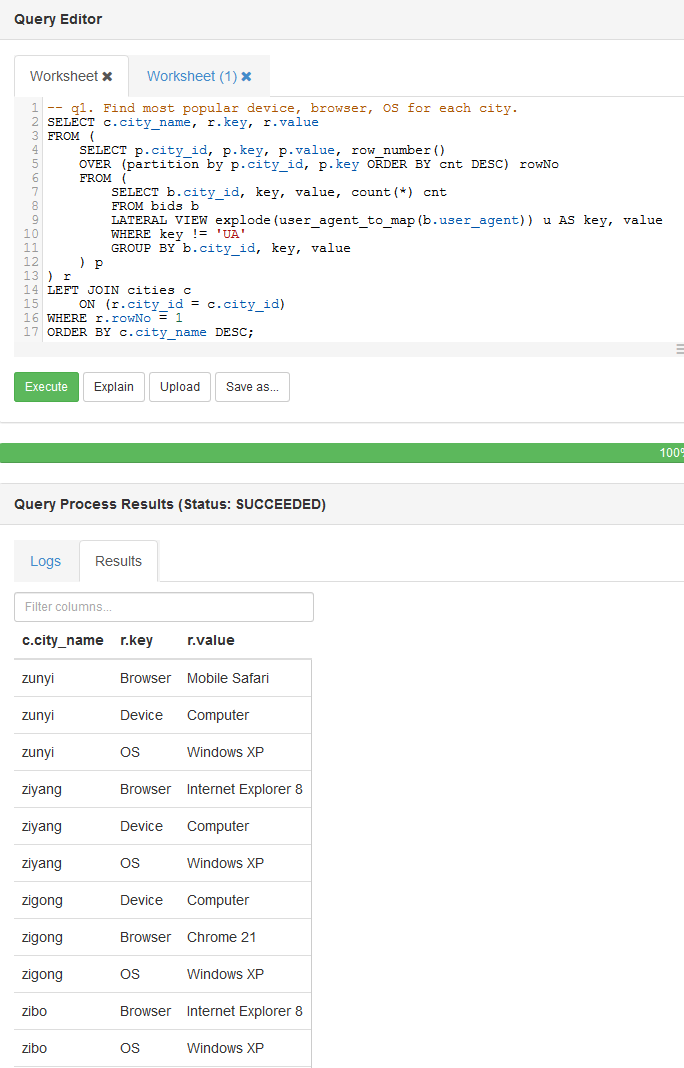 Query Editor
Worksheet ✖ Worksheet (1) ✖
1 -- q1. Find most popular device, browser, OS for each city.
2 SELECT c.city_name, r.key, r.value
3 FROM (
4     SELECT p.city_id, p.key, p.value, row_number()
5     OVER (partition by p.city_id, p.key ORDER BY cnt DESC) rowNo
6     FROM (
7         SELECT b.city_id, key, value, count(*) cnt
8         FROM bids b
9         LATERAL VIEW explode(user_agent_to_map(b.user_agent)) u AS key, value
10         WHERE key != 'UA'
11         GROUP BY b.city_id, key, value
12     ) p
13 ) r
14 LEFT JOIN cities c
15     ON (r.city_id = c.city_id)
16 WHERE r.rowNo = 1
17 ORDER BY c.city_name DESC;
Execute Explain Upload Save as...
100%
Query Process Results (Status: SUCCEEDED)
Logs Results
Filter columns...
c.city_name r.key r.value
zunyi Browser Mobile Safari
zunyi Device Computer
zunyi OS Windows XP
ziyang Browser Internet Explorer 8
ziyang Device Computer
ziyang OS Windows XP
zigong Device Computer
zigong Browser Chrome 21
zigong OS Windows XP
zibo Browser Internet Explorer 8
zibo OS Windows XP